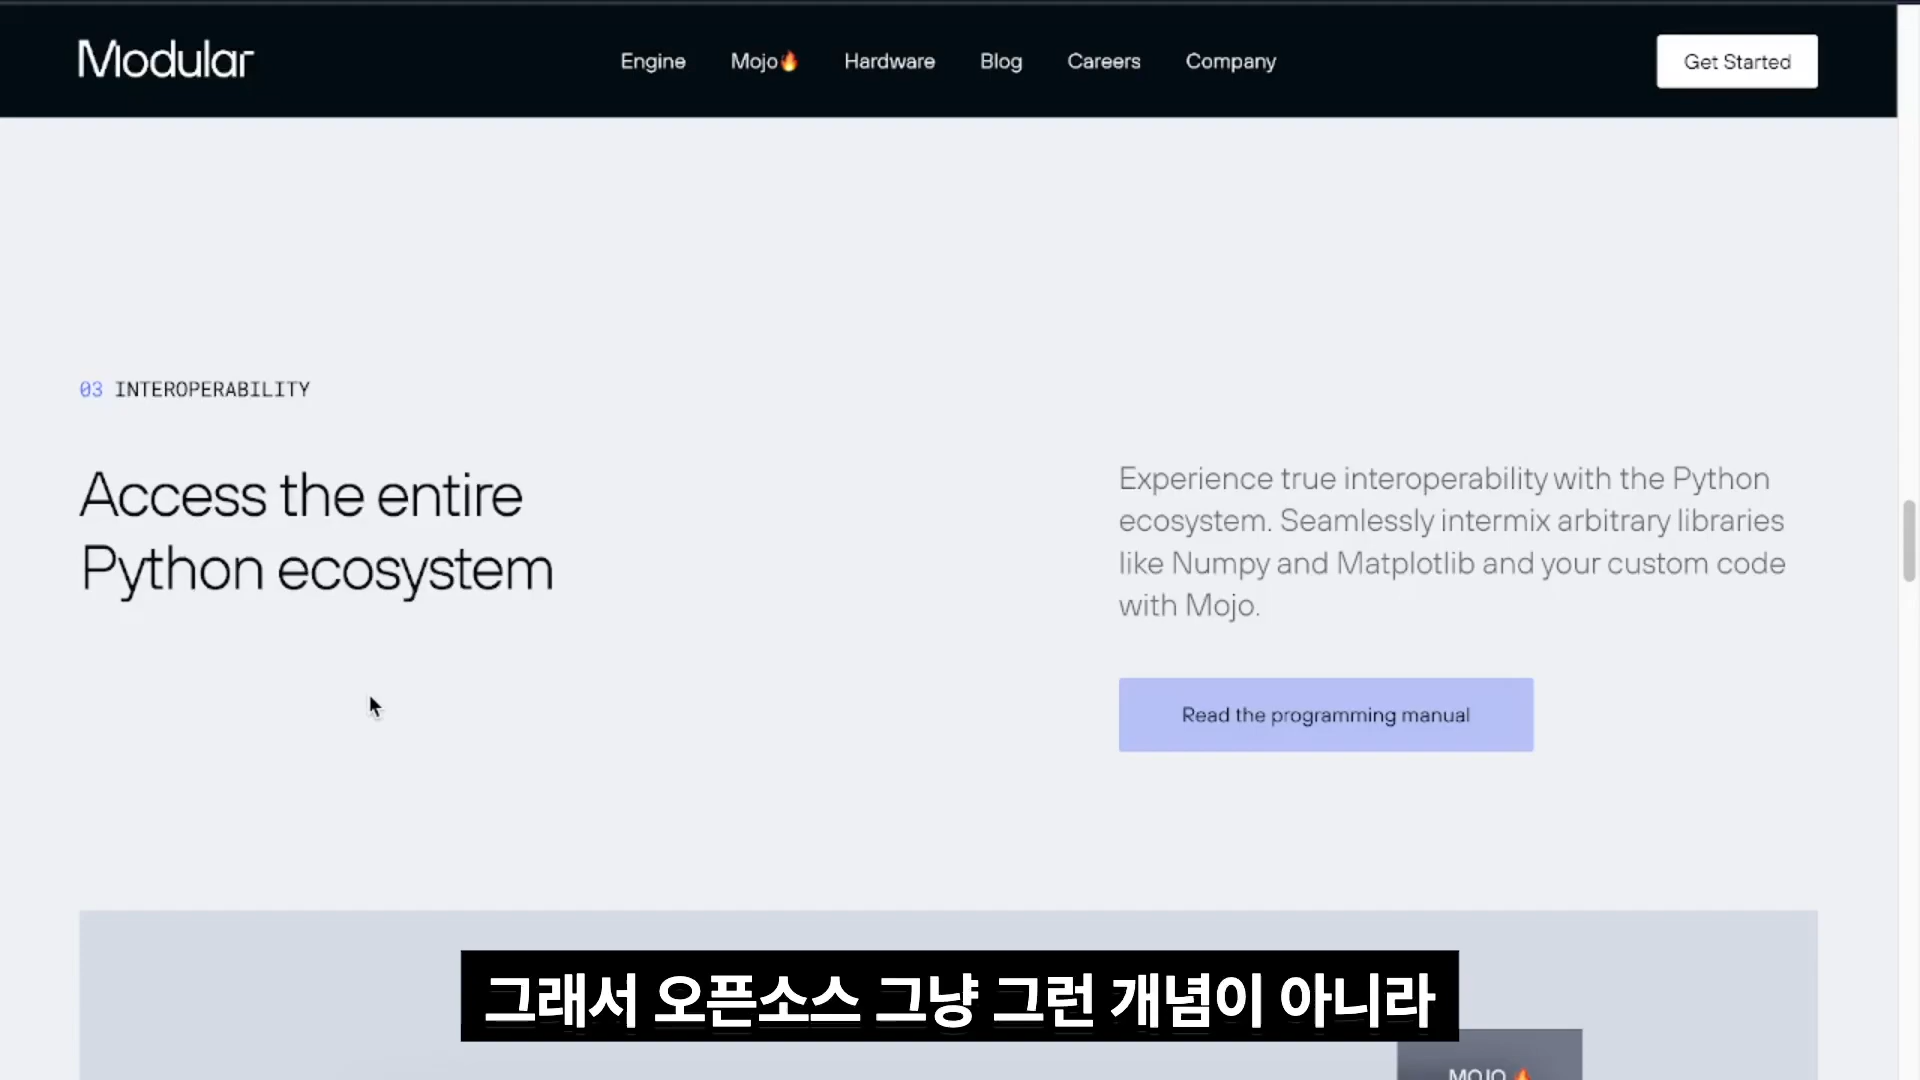 Modular
Engine
Mojo🔥
Hardware
Blog
Careers
Company
Get Started
03 INTEROPERABILITY
Access the entire
Python ecosystem
Experience true interoperability with the Python
ecosystem. Seamlessly intermix arbitrary libraries
like Numpy and Matplotlib and your custom code
with Mojo.
Read the programming manual
그래서 오픈소스 그냥 그런 개념이 아니라
MOJO 🔥